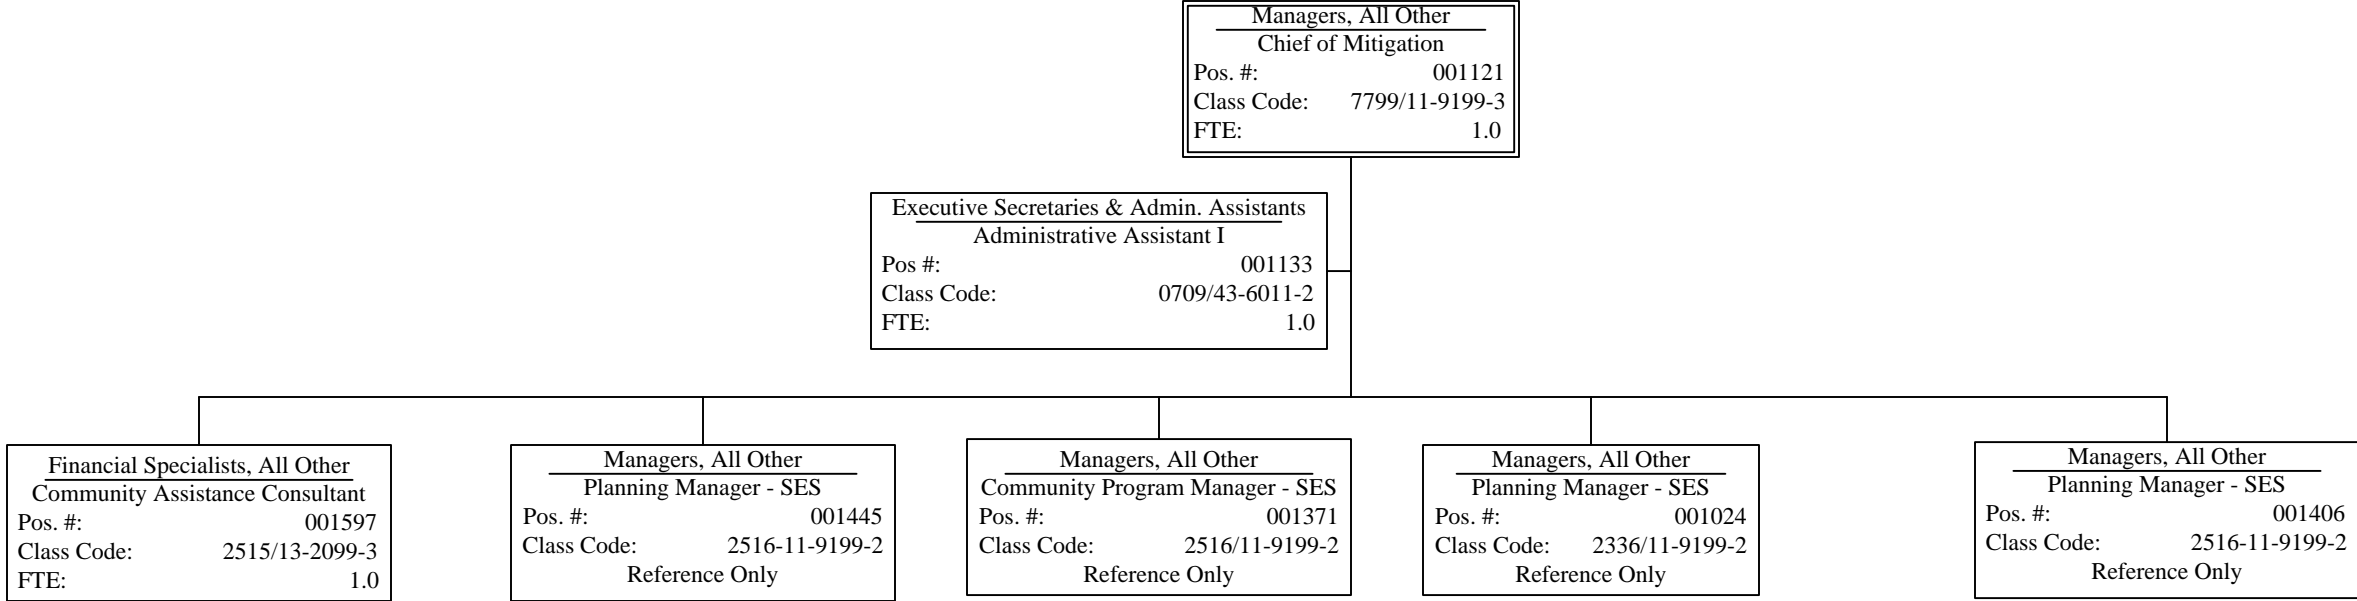 Managers, All Other
Chief of Mitigation
Pos. #: 001121
Class Code: 7799/11-9199-3
FTE: 1.0
Executive Secretaries & Admin. Assistants
Administrative Assistant I
Pos #: 001133
Class Code: 0709/43-6011-2
FTE: 1.0
Financial Specialists, All Other
Community Assistance Consultant
Pos. #: 001597
Class Code: 2515/13-2099-3
FTE: 1.0
Managers, All Other
Planning Manager - SES
Pos. #: 001445
Class Code: 2516-11-9199-2
Reference Only
Managers, All Other
Community Program Manager - SES
Pos. #: 001371
Class Code: 2516/11-9199-2
Reference Only
Managers, All Other
Planning Manager - SES
Pos. #: 001024
Class Code: 2336/11-9199-2
Reference Only
Managers, All Other
Planning Manager - SES
Pos. #: 001406
Class Code: 2516-11-9199-2
Reference Only